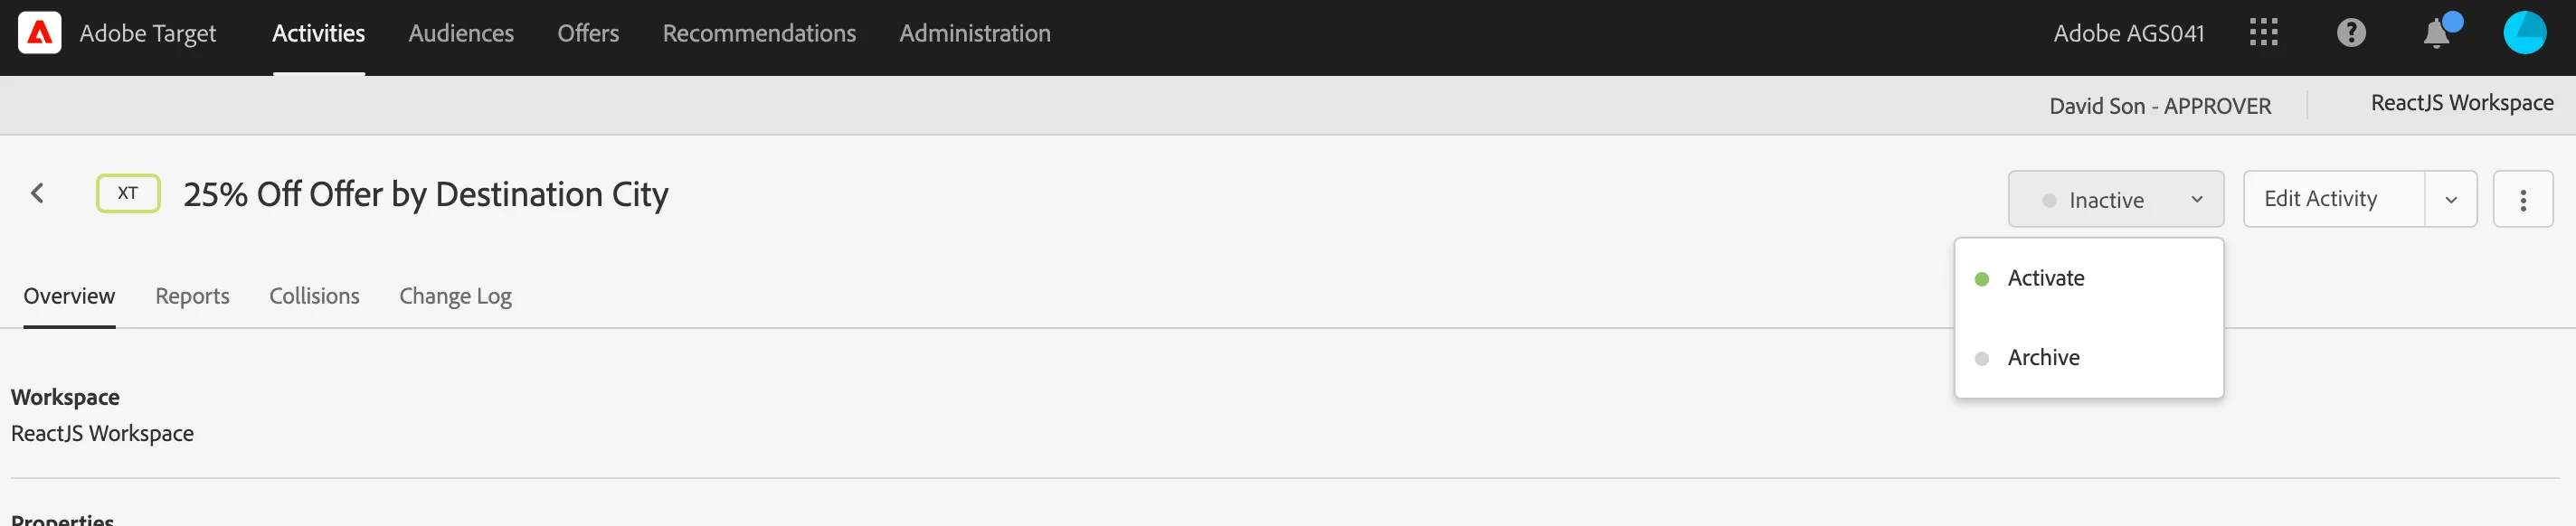 Adobe Target Activities Audiences Offers Recommendations Administration Adobe AGS041
David Son - APPROVER ReactJS Workspace
XT 25% Off Offer by Destination City Inactive Edit Activity
Activate
Overview Reports Collisions Change Log
Archive
Workspace
ReactJS Workspace
Properties